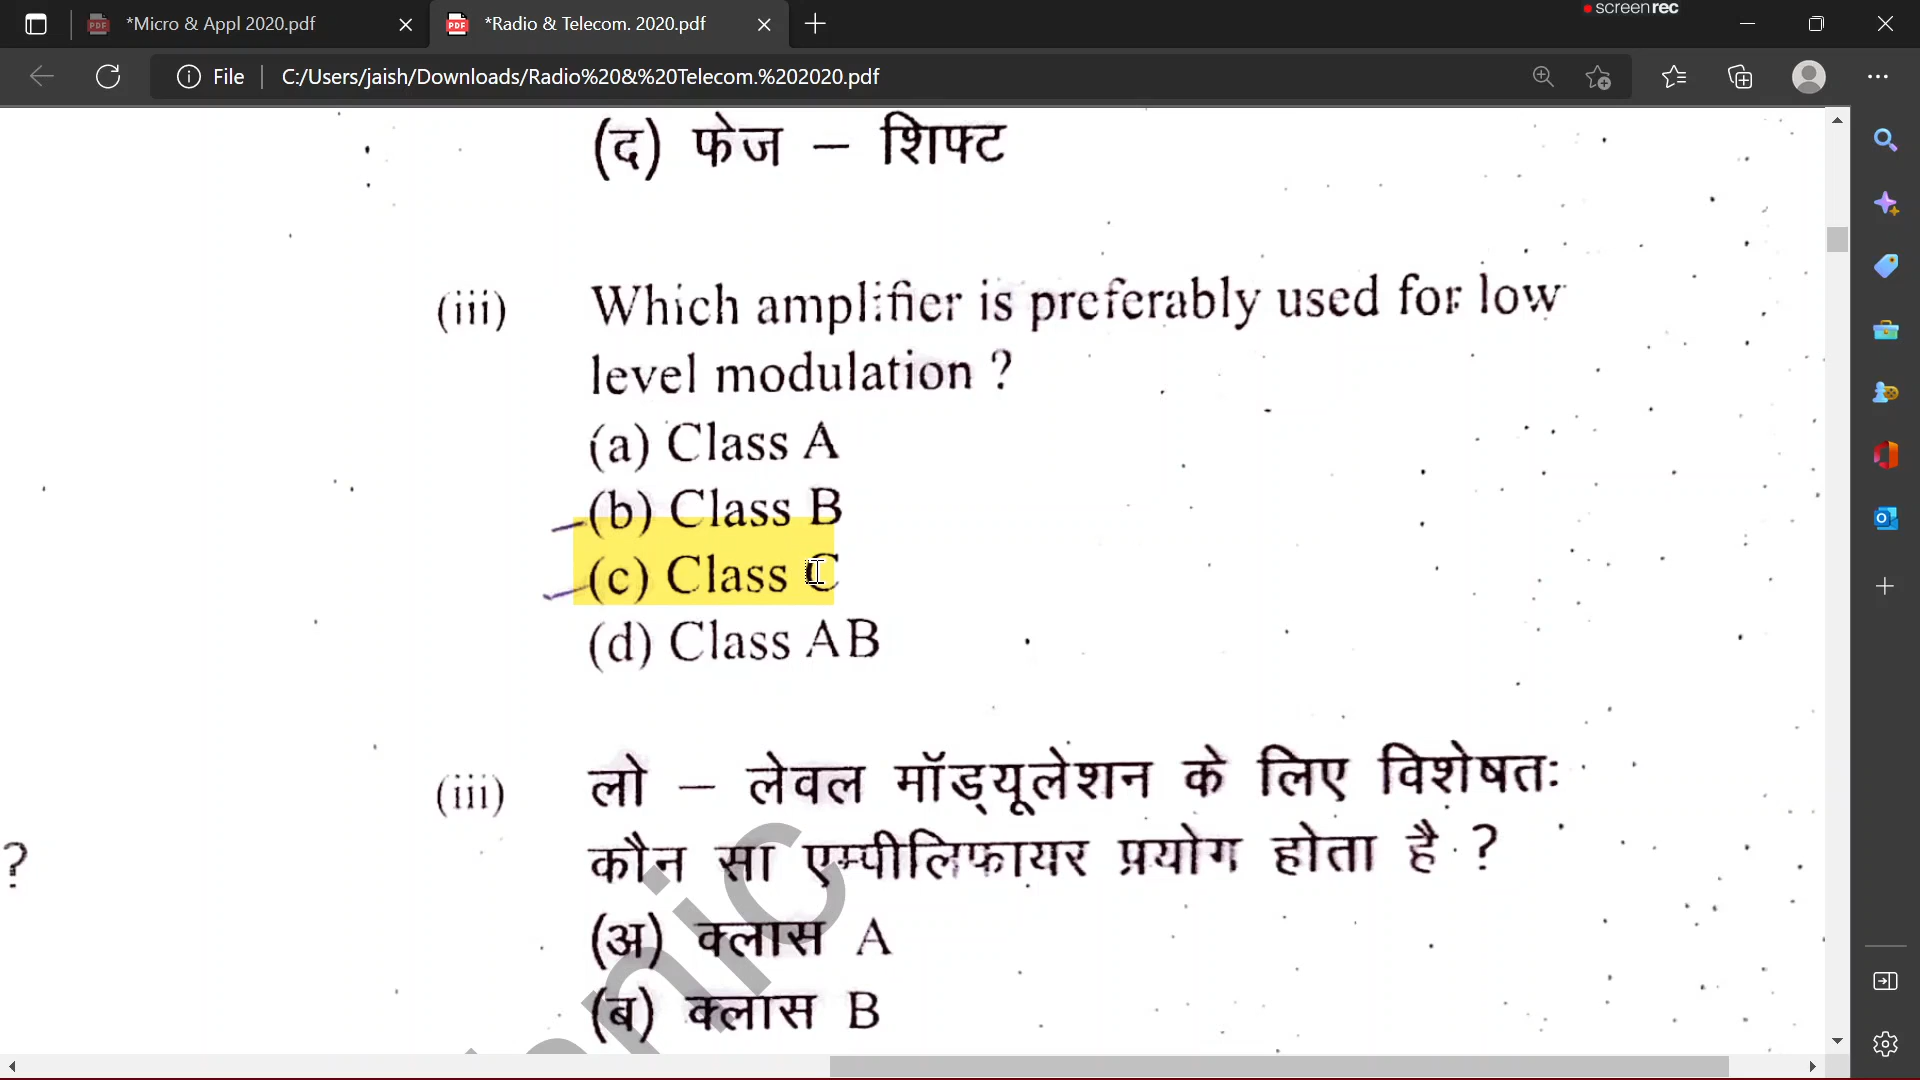 *Micro & Appl 2020.pdf
*Radio & Telecom. 2020.pdf
screenrec
File
C:/Users/jaish/Downloads/Radio%20&%20Telecom.%202020.pdf
(द) फेज – शिफ्ट
(iii) Which amplifier is preferably used for low
level modulation ?
(a) Class A
(b) Class B
(c) Class C
(d) Class AB
(iii) लो – लेवल मॉड्यूलेशन के लिए विशेषतः
?
कौन सा एम्पीलिफायर प्रयोग होता है ?
(अ) क्लास A
(ब) क्लास B
nic